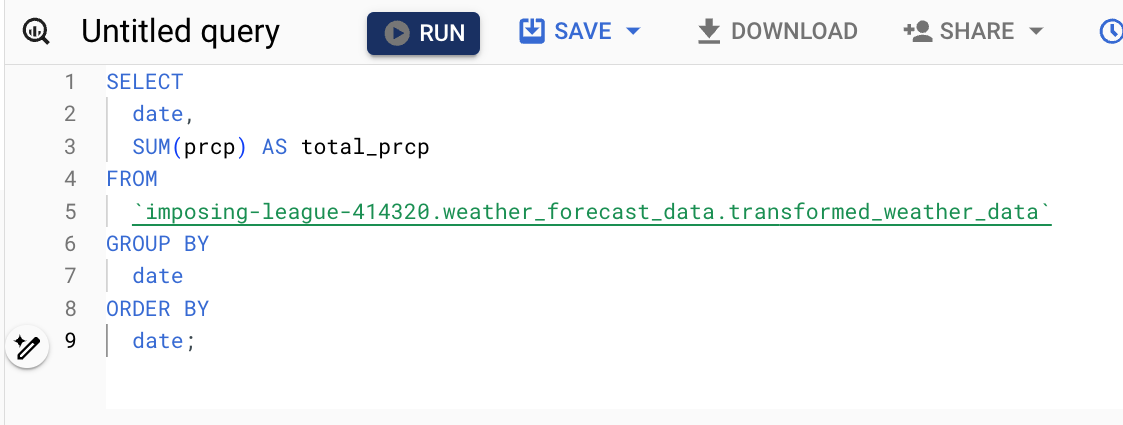 Untitled query RUN SAVE DOWNLOAD SHARE
1 SELECT
2 date,
3 SUM(prcp) AS total_prcp
4 FROM
5 `imposing-league-414320.weather_forecast_data.transformed_weather_data`
6 GROUP BY
7 date
8 ORDER BY
9 date;